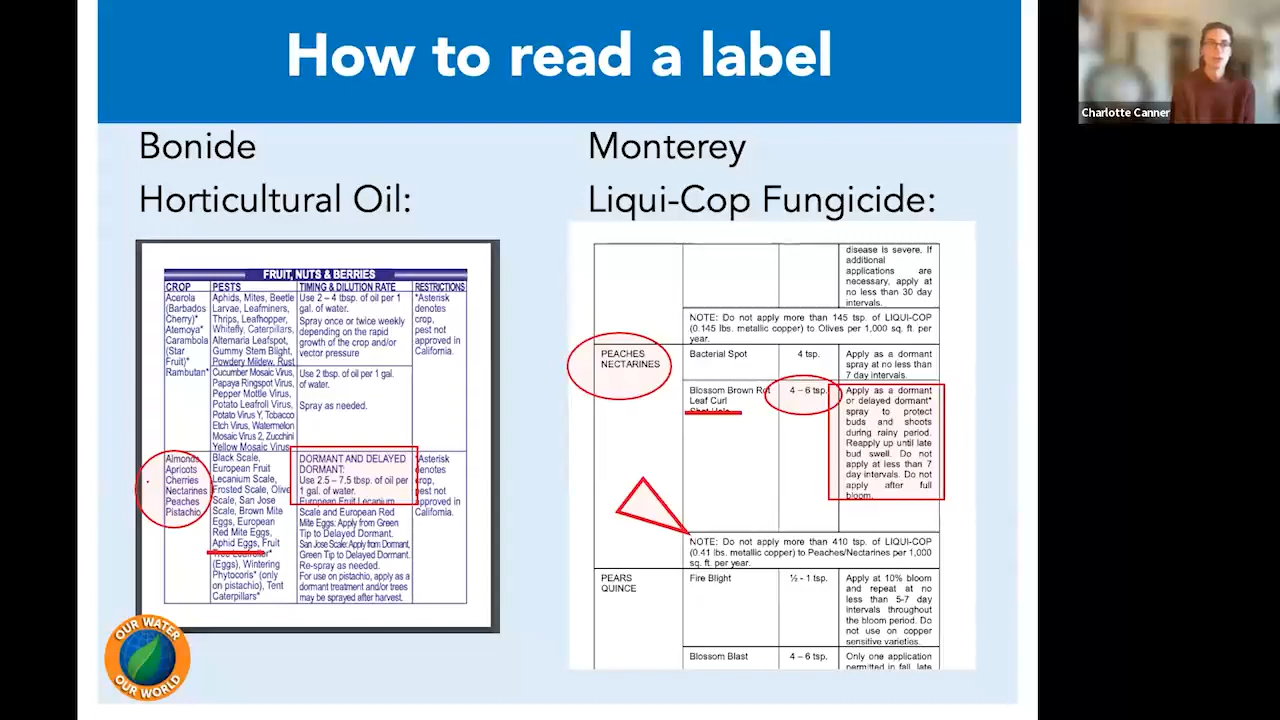 How to read a label
Charlotte Canner
Bonide
Horticultural Oil:
FRUIT, NUTS & BERRIES
CROP PESTS TIMING & DILUTION RATE RESTRICTIONS
Acerola
(Barbados
Cherry)*
Atemoya*
Carambola
(Star
Fruit)*
Rambutan*
Aphids, Mites, Beetle
Larvae, Leafminers,
Thrips, Leafhopper,
Whitefly, Caterpillars,
Alternaria Leafspot,
Gummy Stem Blight,
Powdery Mildew, Rust
Cucumber Mosaic Virus,
Papaya Ringspot Virus,
Pepper Mottle Virus,
Potato Leafroll Virus,
Potato Virus Y, Tobacco
Etch Virus, Watermelon
Mosaic Virus 2, Zucchini
Yellow Mosaic Virus
Use 2 – 4 tbsp. of oil per 1
gal. of water.
Spray once or twice weekly
depending on the rapid
growth of the crop and/or
vector pressure
Use 2 tbsp. of oil per 1 gal.
of water.
Spray as needed.
*Asterisk
denotes
crop,
pest not
approved in
California.
Almonds
Apricots
Cherries
Nectarines
Peaches
Pistachio
Black Scale,
European Fruit
Lecanium Scale,
Frosted Scale, Olive
Scale, San Jose
Scale, Brown Mite
Eggs, European
Red Mite Eggs,
Aphid Eggs, Fruit
Tree Leafroller*
(Eggs), Wintering
Phytocoris* (only
on pistachio), Tent
Caterpillars*
DORMANT AND DELAYED
DORMANT:
Use 2.5 – 7.5 tbsp. of oil per
1 gal. of water.
European Fruit Lecanium
Scale and European Red
Mite Eggs: Apply from Green
Tip to Delayed Dormant.
San Jose Scale: Apply from Dormant,
Green Tip to Delayed Dormant.
Re-spray as needed.
For use on pistachio, apply as a
dormant treatment and/or trees
may be sprayed after harvest.
*Asterisk
denotes
crop,
pest not
approved in
California.
OUR WATER
OUR WORLD
Monterey
Liqui-Cop Fungicide:
disease is severe. If
additional
applications are
necessary, apply at
no less than 30 day
intervals.
NOTE: Do not apply more than 145 tsp. of LIQUI-COP
(0.145 lbs. metallic copper) to Olives per 1,000 sq. ft. per
year.
PEACHES
NECTARINES
Bacterial Spot
4 tsp.
Apply as a dormant
spray at no less than
7 day intervals.
Blossom Brown Rot
Leaf Curl
Shot Hole
4 – 6 tsp.
Apply as a dormant
or delayed dormant*
spray to protect
buds and shoots
during rainy period.
Reapply up until late
bud swell. Do not
apply at less than 7
day intervals. Do not
apply after full
bloom.
NOTE: Do not apply more than 410 tsp. of LIQUI-COP
(0.41 lbs. metallic copper) to Peaches/Nectarines per 1,000
sq. ft. per year.
PEARS
QUINCE
Fire Blight
½ - 1 tsp.
Apply at 10% bloom
and repeat at no
less than 5-7 day
intervals throughout
the bloom period. Do
not use on copper
sensitive varieties.
Blossom Blast
4 – 6 tsp.
Only one application
permitted in fall, late